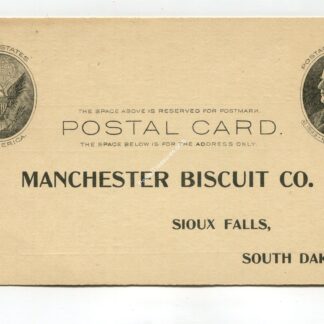 STATES
AMERICA
THE SPACE ABOVE IS RESERVED FOR POSTMARK.
POSTAL CARD.
THE SPACE BELOW IS FOR THE ADDRESS ONLY.
MANCHESTER BISCUIT CO.
SIOUX FALLS,
SOUTH DAK